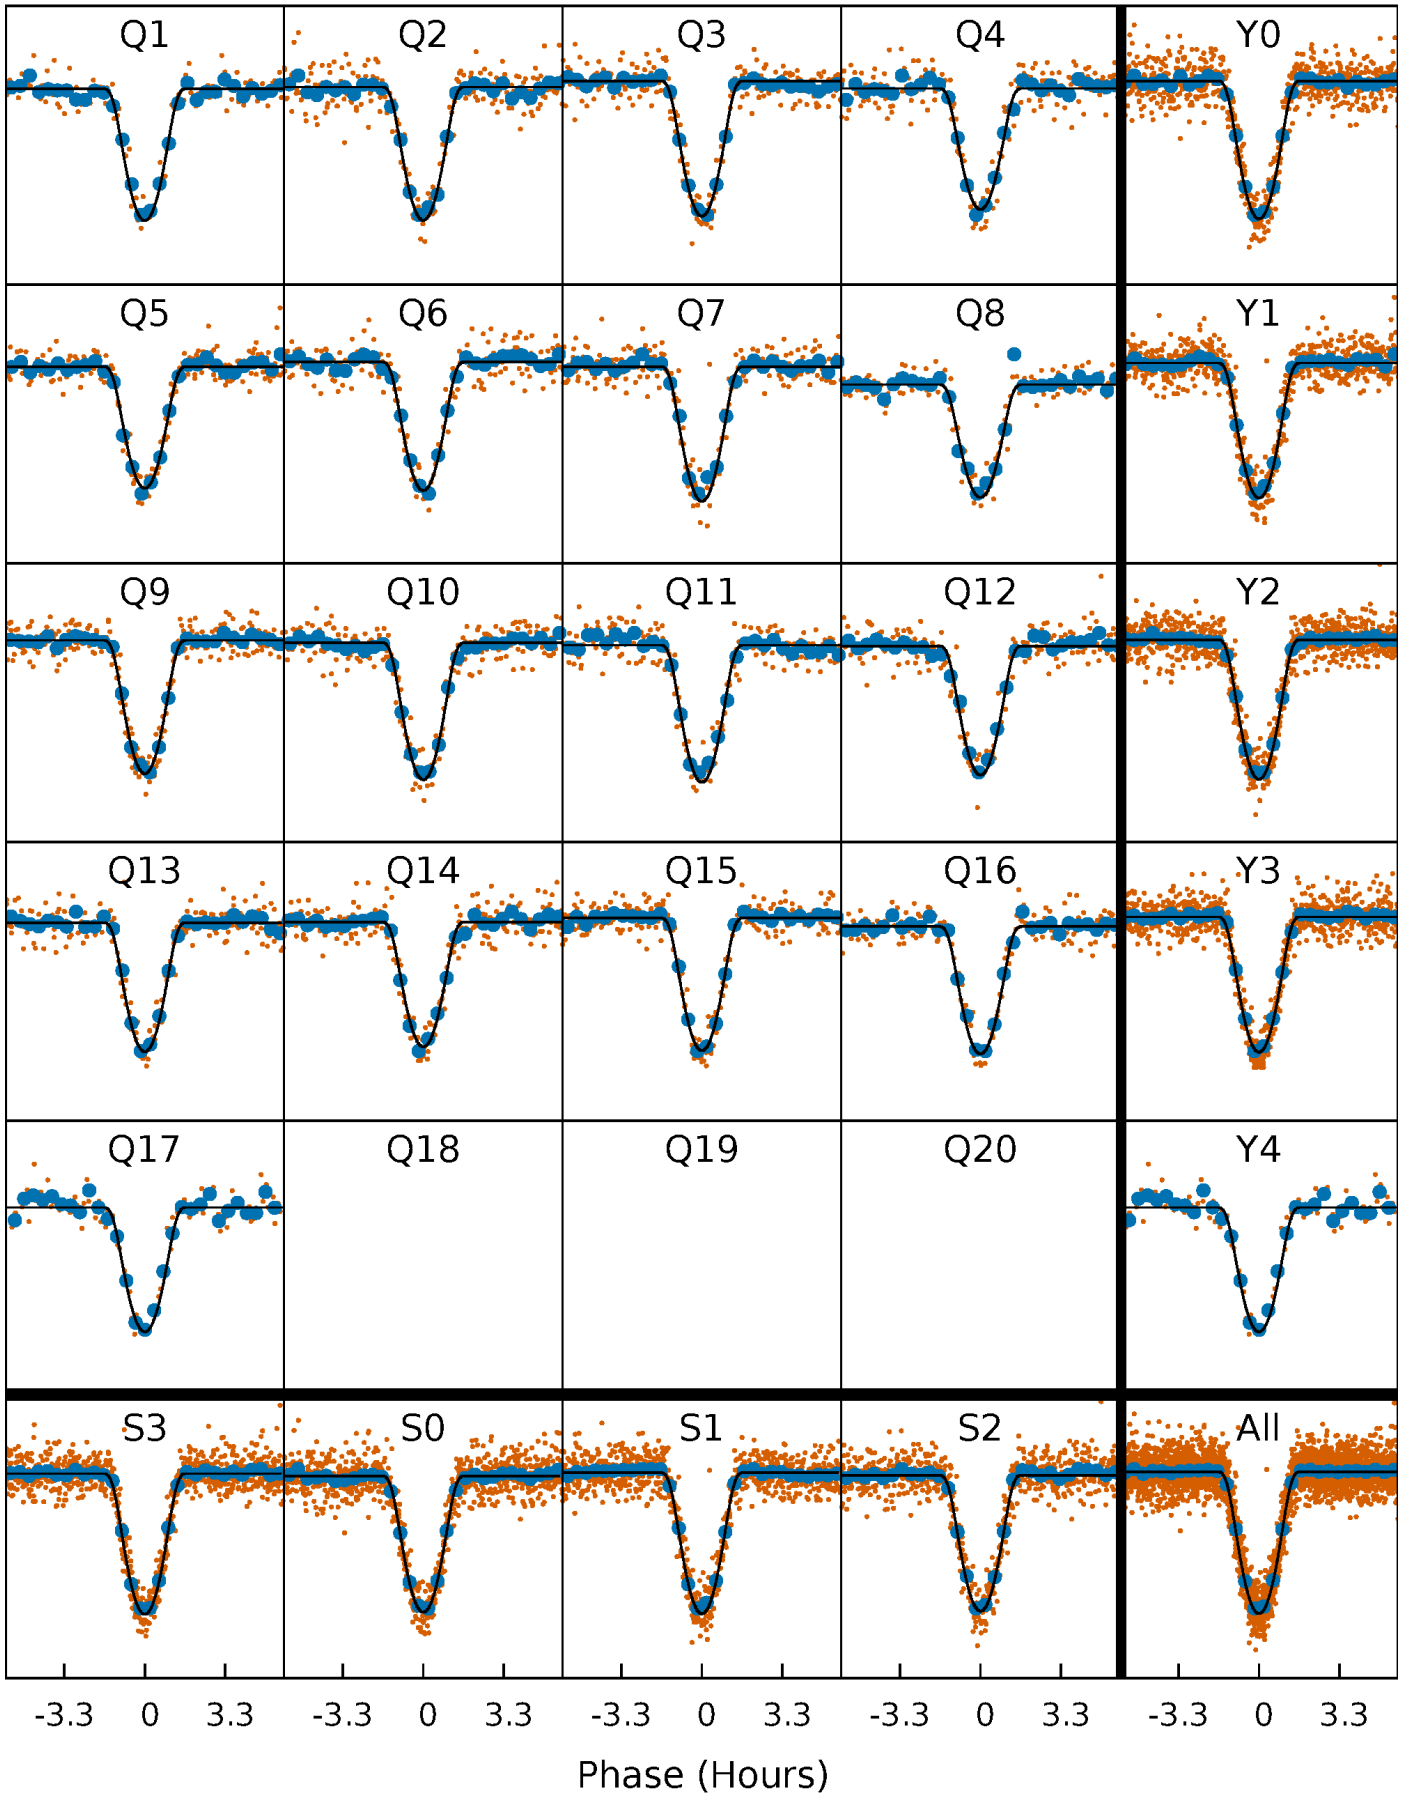 Q1 Q2 Q3 Q4 Y0
Q5 Q6 Q7 Q8 Y1
Q9 Q10 Q11 Q12 Y2
Q13 Q14 Q15 Q16 Y3
Q17 Q18 Q19 Q20 Y4
S3 S0 S1 S2 All
-3.3 0 3.3 -3.3 0 3.3 -3.3 0 3.3 -3.3 0 3.3 -3.3 0 3.3
Phase (Hours)